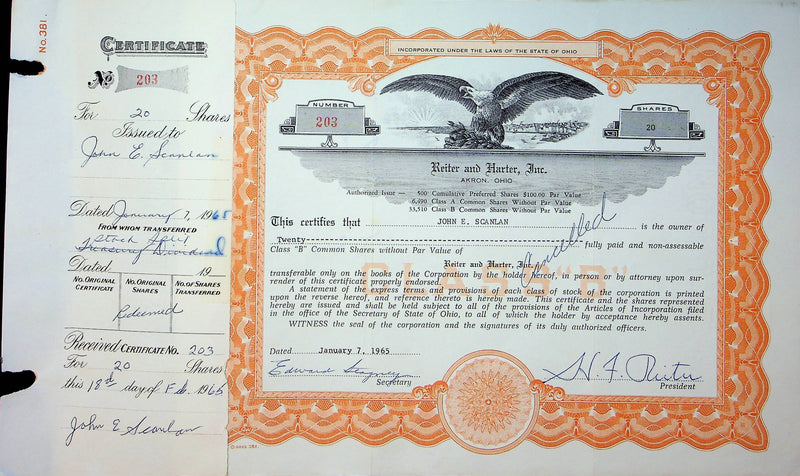 No. 381.
CERTIFICATE
No 203
For 20 Shares
Issued to
John E. Scanlan
Dated January 7, 1965
FROM WHOM TRANSFERRED
Stock Split
Dated 19
NO. ORIGINAL CERTIFICATE
NO. ORIGINAL SHARES
NO. OF SHARES TRANSFERRED
Redeemed
Received CERTIFICATE NO. 203
For 20 Shares
this 18th day of Feb. 1965
John E Scanlan
INCORPORATED UNDER THE LAWS OF THE STATE OF OHIO
NUMBER
203
SHARES
20
Reiter and Harter, Inc.
AKRON, OHIO
Authorized Issue — 500 Cumulative Preferred Shares $100.00 Par Value
6,490 Class A Common Shares Without Par Value
33,510 Class B Common Shares Without Par Value
This certifies that JOHN E. SCANLAN is the owner of
Twenty fully paid and non-assessable
Class "B" Common Shares without Par Value of
Reiter and Harter, Inc.
Cancelled
CLASS "B"
transferable only on the books of the Corporation by the holder hereof, in person or by attorney upon sur-
render of this certificate properly endorsed.
A statement of the express terms and provisions of each class of stock of the corporation is printed
upon the reverse hereof, and reference thereto is hereby made. This certificate and the shares represented
hereby are issued and shall be held subject to all of the provisions of the Articles of Incorporation filed
in the office of the Secretary of State of Ohio, to all of which the holder by acceptance hereby assents.
WITNESS the seal of the corporation and the signatures of its duly authorized officers.
Dated January 7, 1965
Edward
Secretary
H. F. Reiter
President